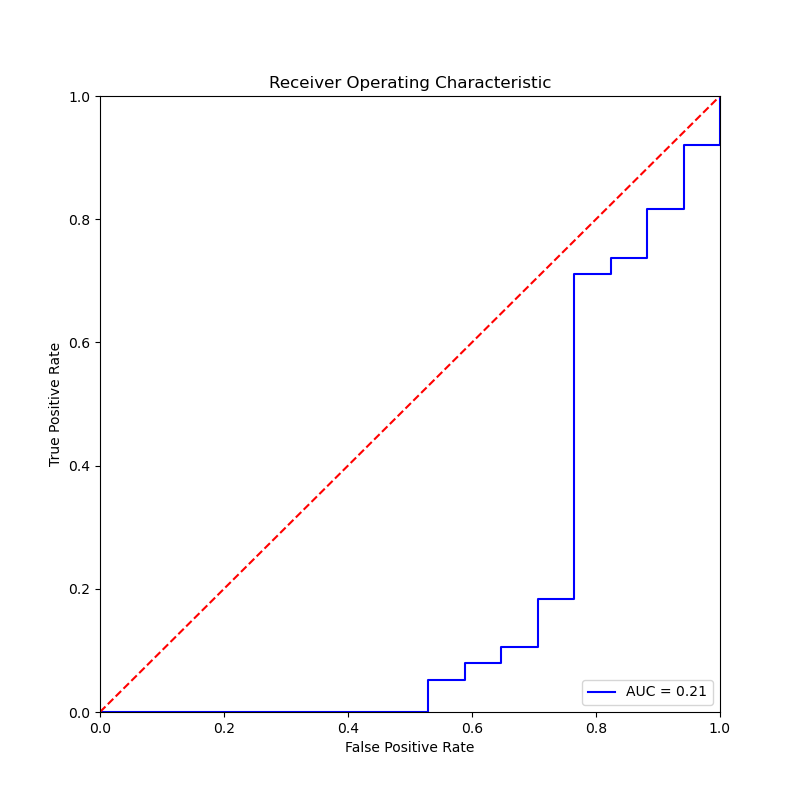 Receiver Operating Characteristic
1.0
0.8
0.6
0.4
0.2
0.0
True Positive Rate
AUC = 0.21
0.0 0.2 0.4 0.6 0.8 1.0
False Positive Rate